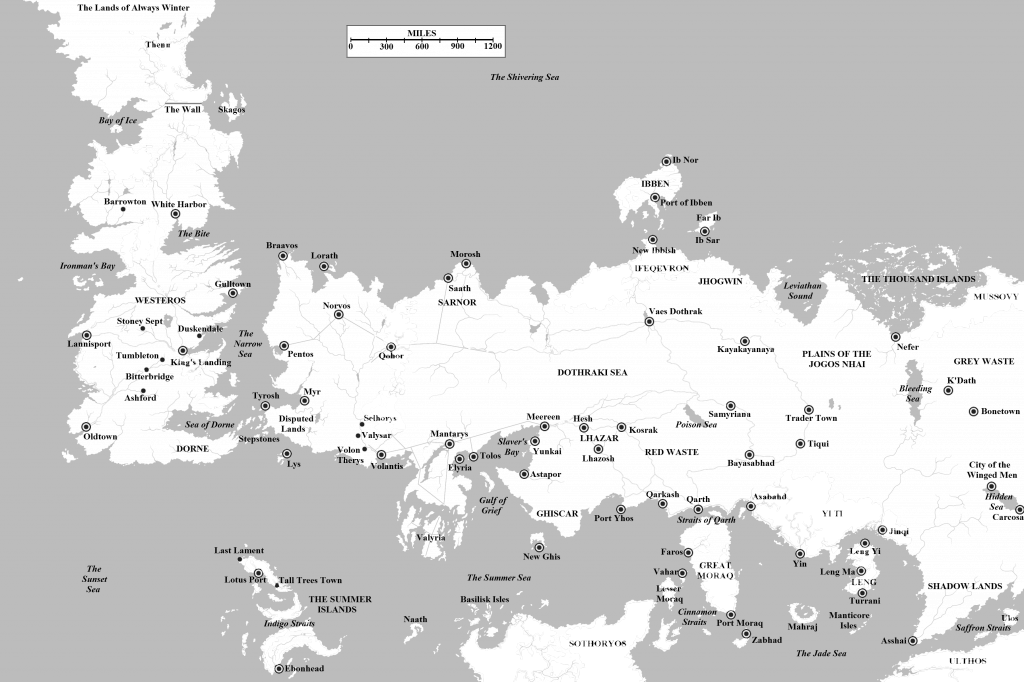 The Lands of Always Winter
Thenn
MILES
0 300 600 900 1200
The Shivering Sea
The Wall
Skagos
Bay of Ice
Ib Nor
IBBEN
Port of Ibben
Barrowton
White Harbor
Far Ib
Ib Sar
The Bite
New Ibbish
Braavos
Lorath
Morosh
Ironman's Bay
IFEQEVRON
Saath
JHOGWIN
Leviathan
Sound
THE THOUSAND ISLANDS
Gulltown
MUSSOVY
WESTEROS
SARNOR
Norvos
Vaes Dothrak
Stoney Sept
Duskendale
Lannisport
The
Narrow
Sea
Nefer
Kayakayanaya
Pentos
Qohor
Tumbleton
King's Landing
PLAINS OF THE
JOGOS NHAI
GREY WASTE
Bitterbridge
DOTHRAKI SEA
K'Dath
Ashford
Tyrosh
Myr
Bleeding
Sea
Samyriana
Trader Town
Bonetown
Sea of Dorne
Disputed
Lands
Selhorys
Meereen
Hesh
Poison Sea
Oldtown
Stepstones
Valysar
Mantarys
Slaver's
Bay
LHAZAR
Kosrak
DORNE
Volon
Therys
Yunkai
Tiqui
Lys
Volantis
Elyria
Tolos
Lhazosh
RED WASTE
Bayasabhad
City of the
Winged Men
Astapor
Gulf of
Grief
Qarkash
Qarth
Asabhad
Hidden
Sea
GHISCAR
Port Yhos
Straits of Qarth
YI TI
Carcosa
Valyria
Jinqi
New Ghis
Last Lament
Faros
Yin
Leng Yi
The
Sunset
Sea
Lotus Port
Tall Trees Town
The Summer Sea
Vahar
GREAT
MORAQ
Leng Ma
LENG
Turrani
SHADOW LANDS
THE SUMMER
ISLANDS
Basilisk Isles
Lesser
Moraq
Indigo Straits
Naath
Cinnamon
Straits
Port Moraq
Mahraj
Manticore
Isles
Ulos
Saffron Straits
Zabhad
SOTHORYOS
Asshai
The Jade Sea
Ebonhead
ULTHOS